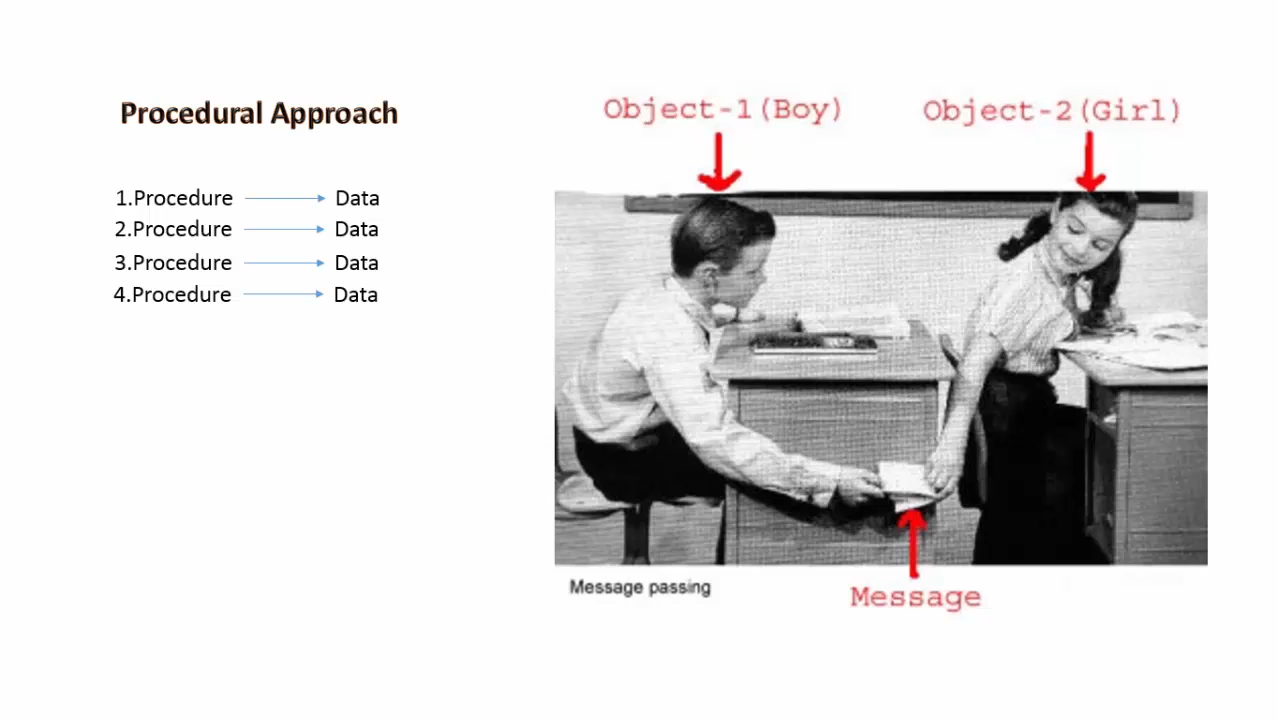 Procedural Approach
1.Procedure Data
2.Procedure Data
3.Procedure Data
4.Procedure Data
Object-1(Boy) Object-2(Girl)
Message passing
Message